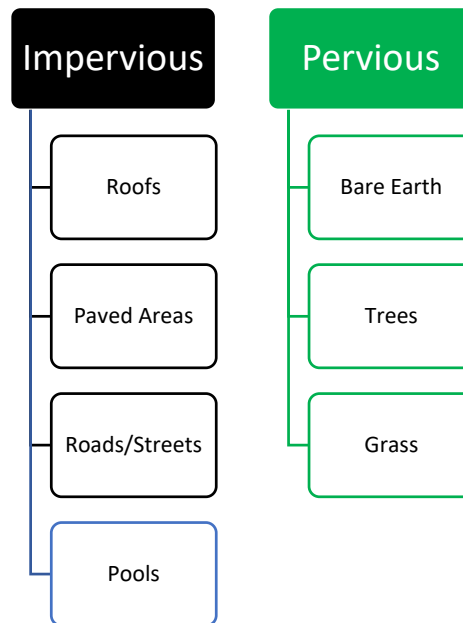 Impervious
Roofs
Paved Areas
Roads/Streets
Pools
Pervious
Bare Earth
Trees
Grass